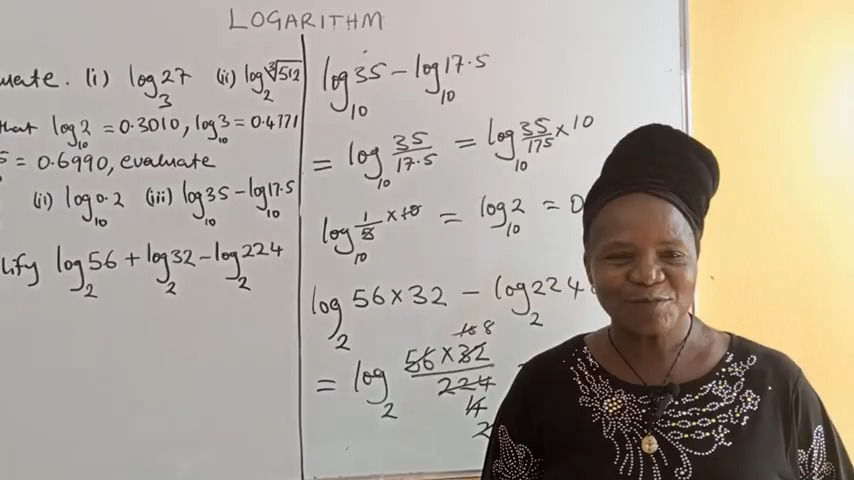 LOGARITHM
uate. (i) log₃27 (ii) log₂∛512
that log₁₀2 = 0.3010, log₁₀3 = 0.4771
5 = 0.6990, evaluate
(ii) log₁₀0.2 (iii) log₁₀35 − log₁₀17.5
lify log₂56 + log₂32 − log₂224
log₁₀35 − log₁₀17.5
= log₁₀ 35/17.5 = log₁₀ 35/175 × 10
log₁₀ 1/5 × 10 = log₁₀2 = 0
log₂ 56 × 32 − log₂224
16 8
= log₂ 56 × 32 / 224
14
2